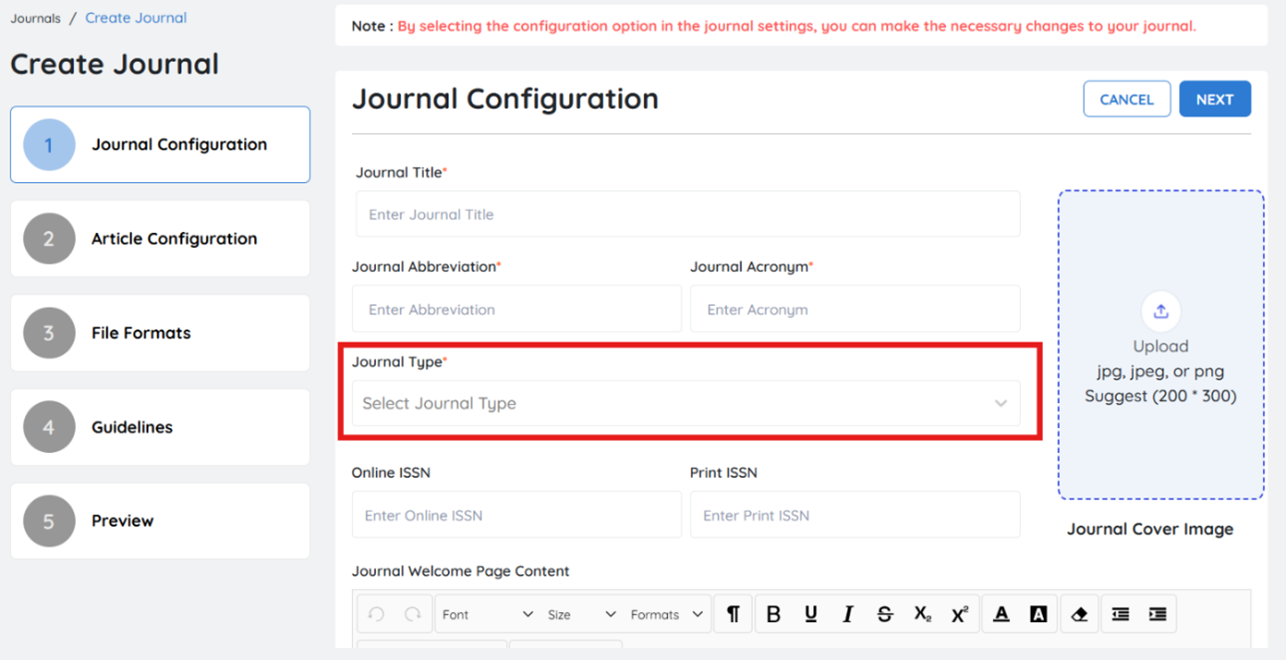 Journals / Create Journal
Create Journal
1 Journal Configuration
2 Article Configuration
3 File Formats
4 Guidelines
5 Preview
Note : By selecting the configuration option in the journal settings, you can make the necessary changes to your journal.
Journal Configuration
CANCEL NEXT
Journal Title*
Enter Journal Title
Journal Abbreviation* Journal Acronym*
Enter Abbreviation Enter Acronym
Journal Type*
Select Journal Type
Online ISSN Print ISSN
Enter Online ISSN Enter Print ISSN
Upload
jpg, jpeg, or png
Suggest (200 * 300)
Journal Cover Image
Journal Welcome Page Content
Font Size Formats ¶ B U I S X₂ X² A A